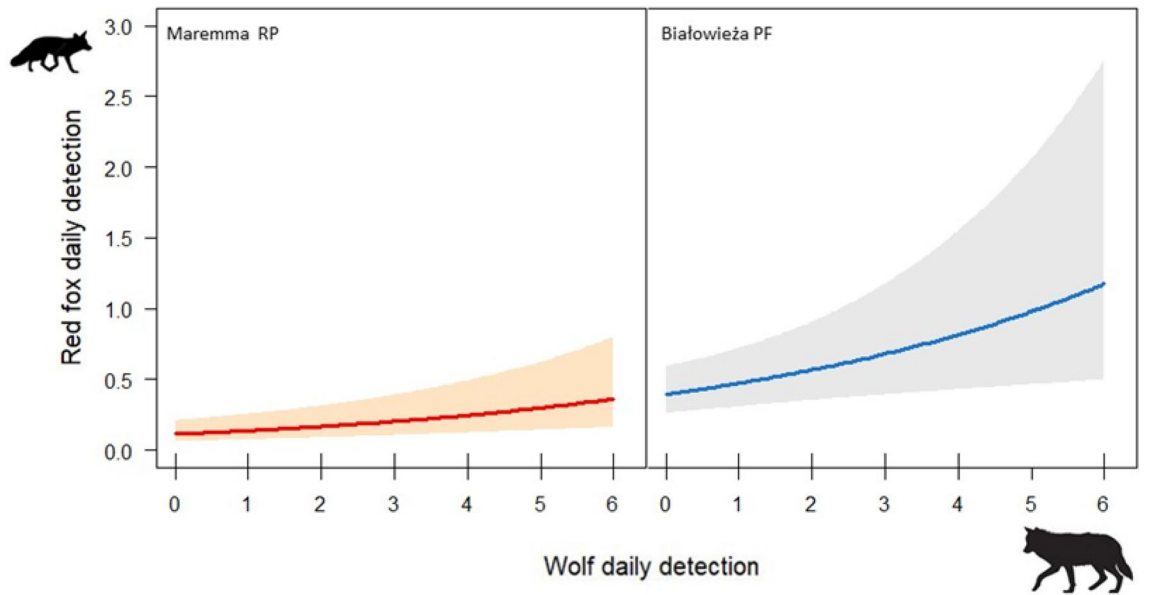 Maremma RP
Białowieża PF
Red fox daily detection
3.0
2.5
2.0
1.5
1.0
0.5
0.0
0 1 2 3 4 5 6
0 1 2 3 4 5 6
Wolf daily detection